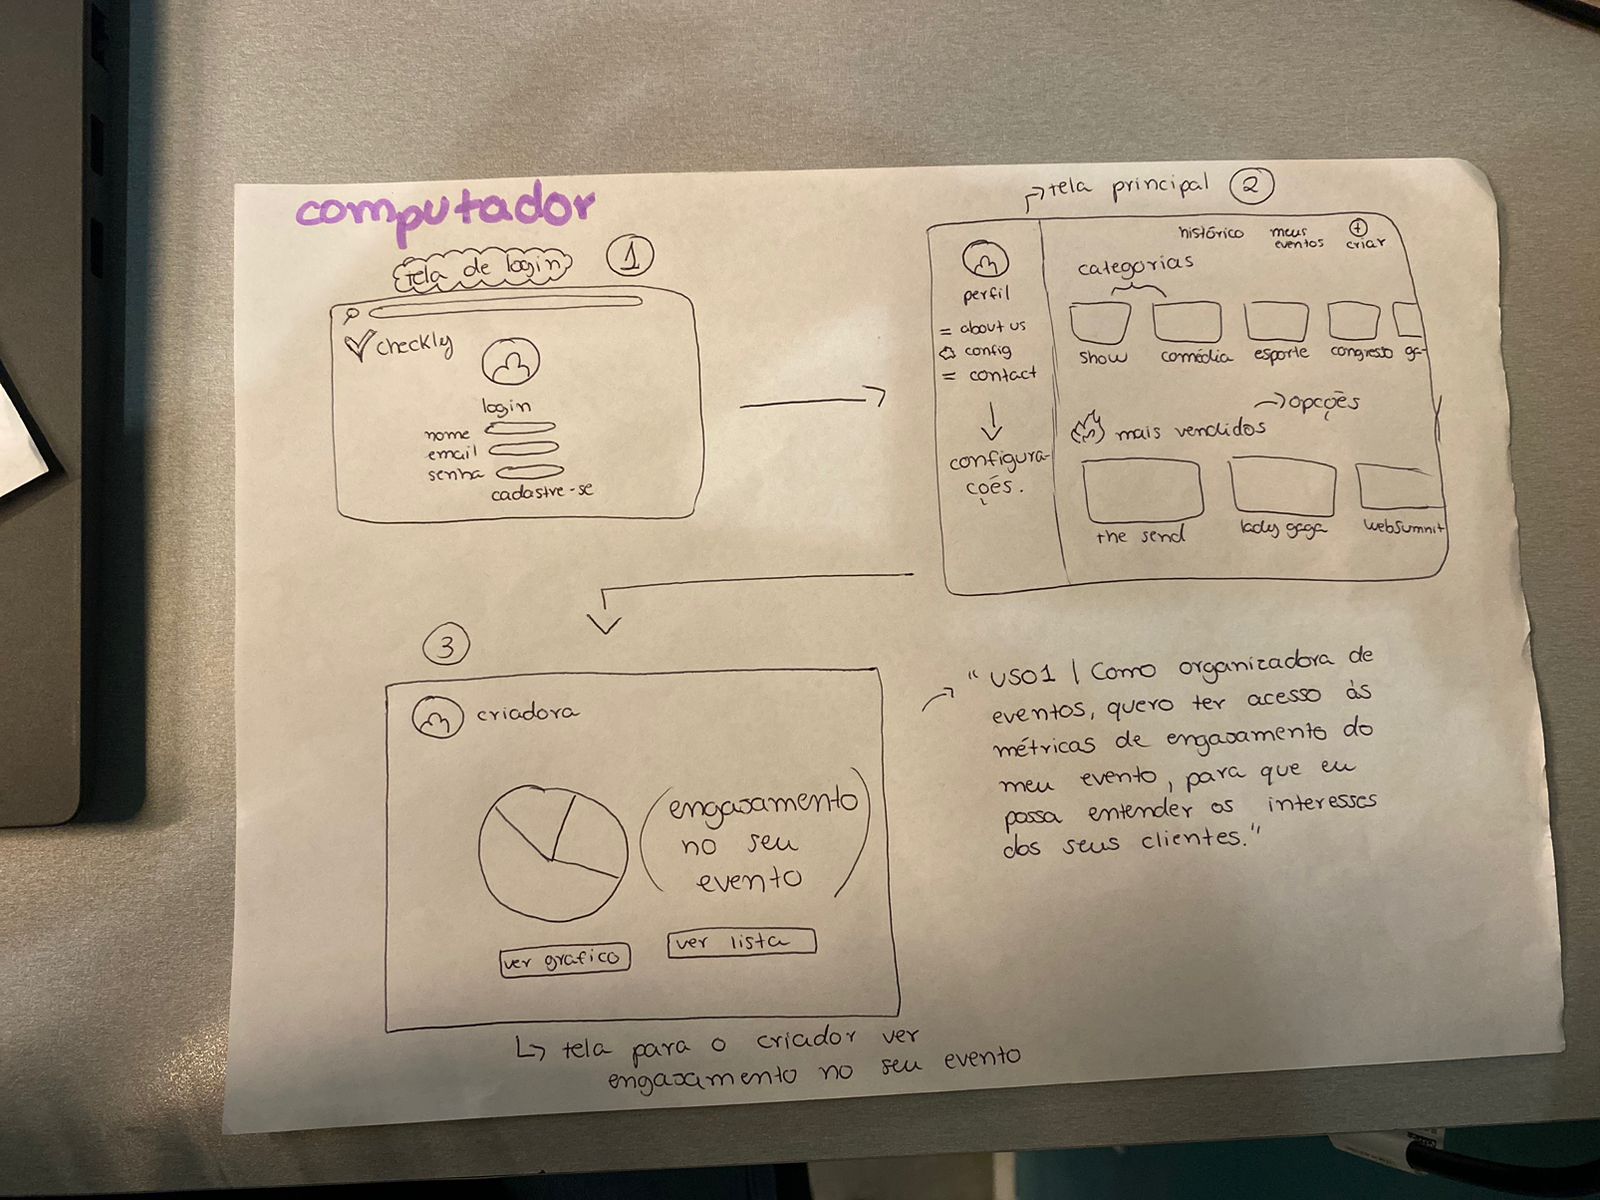 computador
tela de login
1
checkly
login
nome
email
senha
cadastre-se
tela principal 2
histórico
meus
eventos
criar
perfil
= about us
config
= contact
configura-
ções.
categorias
show
comédia
esporte
congresso
ga-
opções
mais vendidos
the send
lady gaga
websummit
3
criadora
(engajamento
no seu
evento)
ver grafico
ver lista
tela para o criador ver
engajamento no seu evento
"US01 | Como organizadora de
eventos, quero ter acesso às
métricas de engajamento do
meu evento, para que eu
possa entender os interesses
dos seus clientes."